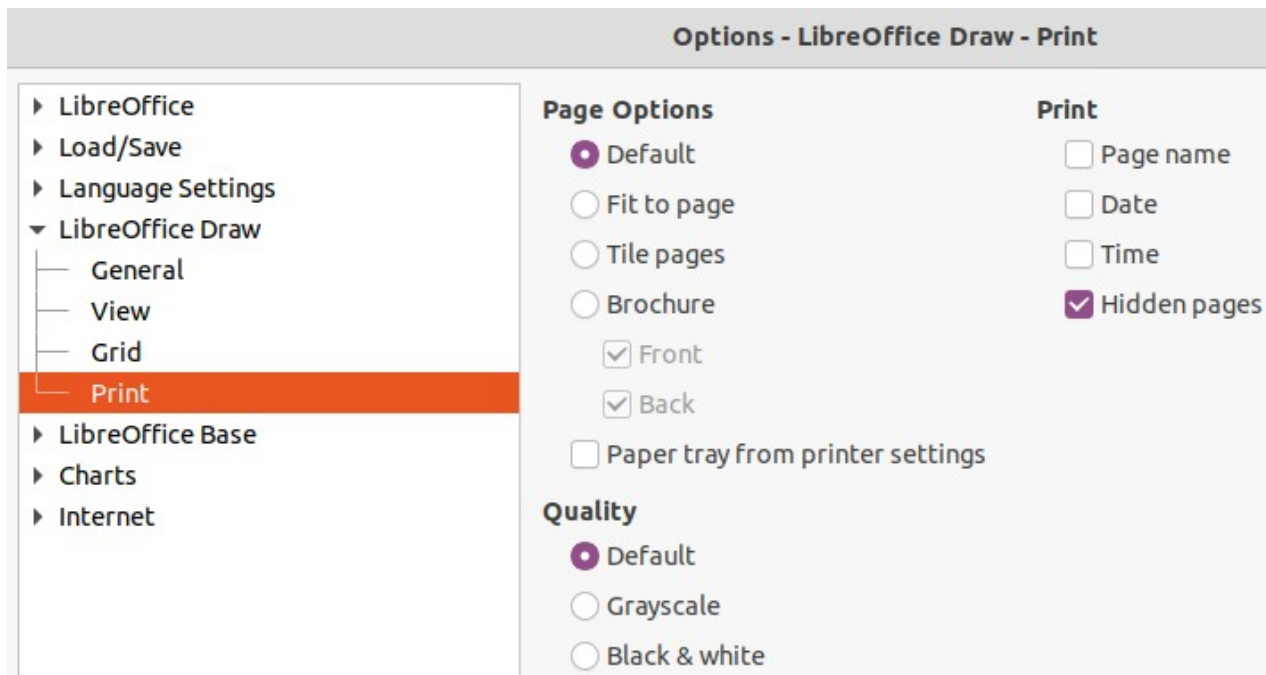 Options - LibreOffice Draw - Print
LibreOffice
Load/Save
Language Settings
LibreOffice Draw
General
View
Grid
Print
LibreOffice Base
Charts
Internet
Page Options
Default
Fit to page
Tile pages
Brochure
Front
Back
Paper tray from printer settings
Quality
Default
Grayscale
Black & white
Print
Page name
Date
Time
Hidden pages